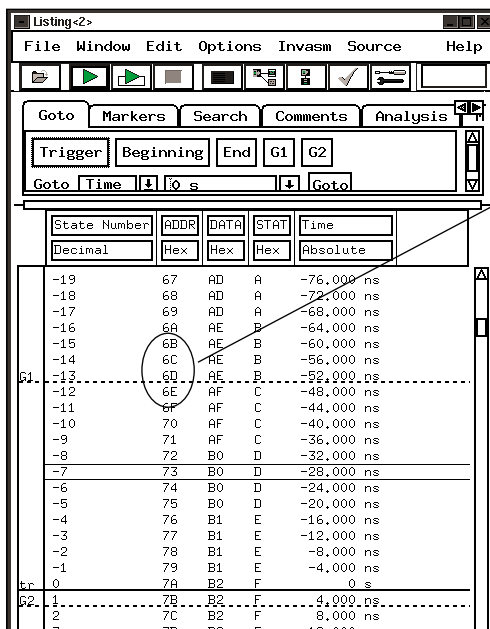 Listing<2>
File Window Edit Options Invasm Source Help
Goto Markers Search Comments Analysis
Trigger Beginning End G1 G2
Goto Time 0 s Goto
State Number ADDR DATA STAT Time
Decimal Hex Hex Hex Absolute
-19 67 AD A -76.000 ns
-18 68 AD A -72.000 ns
-17 69 AD A -68.000 ns
-16 6A AE B -64.000 ns
-15 6B AE B -60.000 ns
-14 6C AE B -56.000 ns
G1 -13 6D AE B -52.000 ns
-12 6E AF C -48.000 ns
-11 6F AF C -44.000 ns
-10 70 AF C -40.000 ns
-9 71 AF C -36.000 ns
-8 72 B0 D -32.000 ns
-7 73 B0 D -28.000 ns
-6 74 B0 D -24.000 ns
-5 75 B0 D -20.000 ns
-4 76 B1 E -16.000 ns
-3 77 B1 E -12.000 ns
-2 78 B1 E -8.000 ns
-1 79 B1 E -4.000 ns
tr 0 7A B2 F 0 s
G2 1 7B B2 F 4.000 ns
2 7C B2 F 8.000 ns